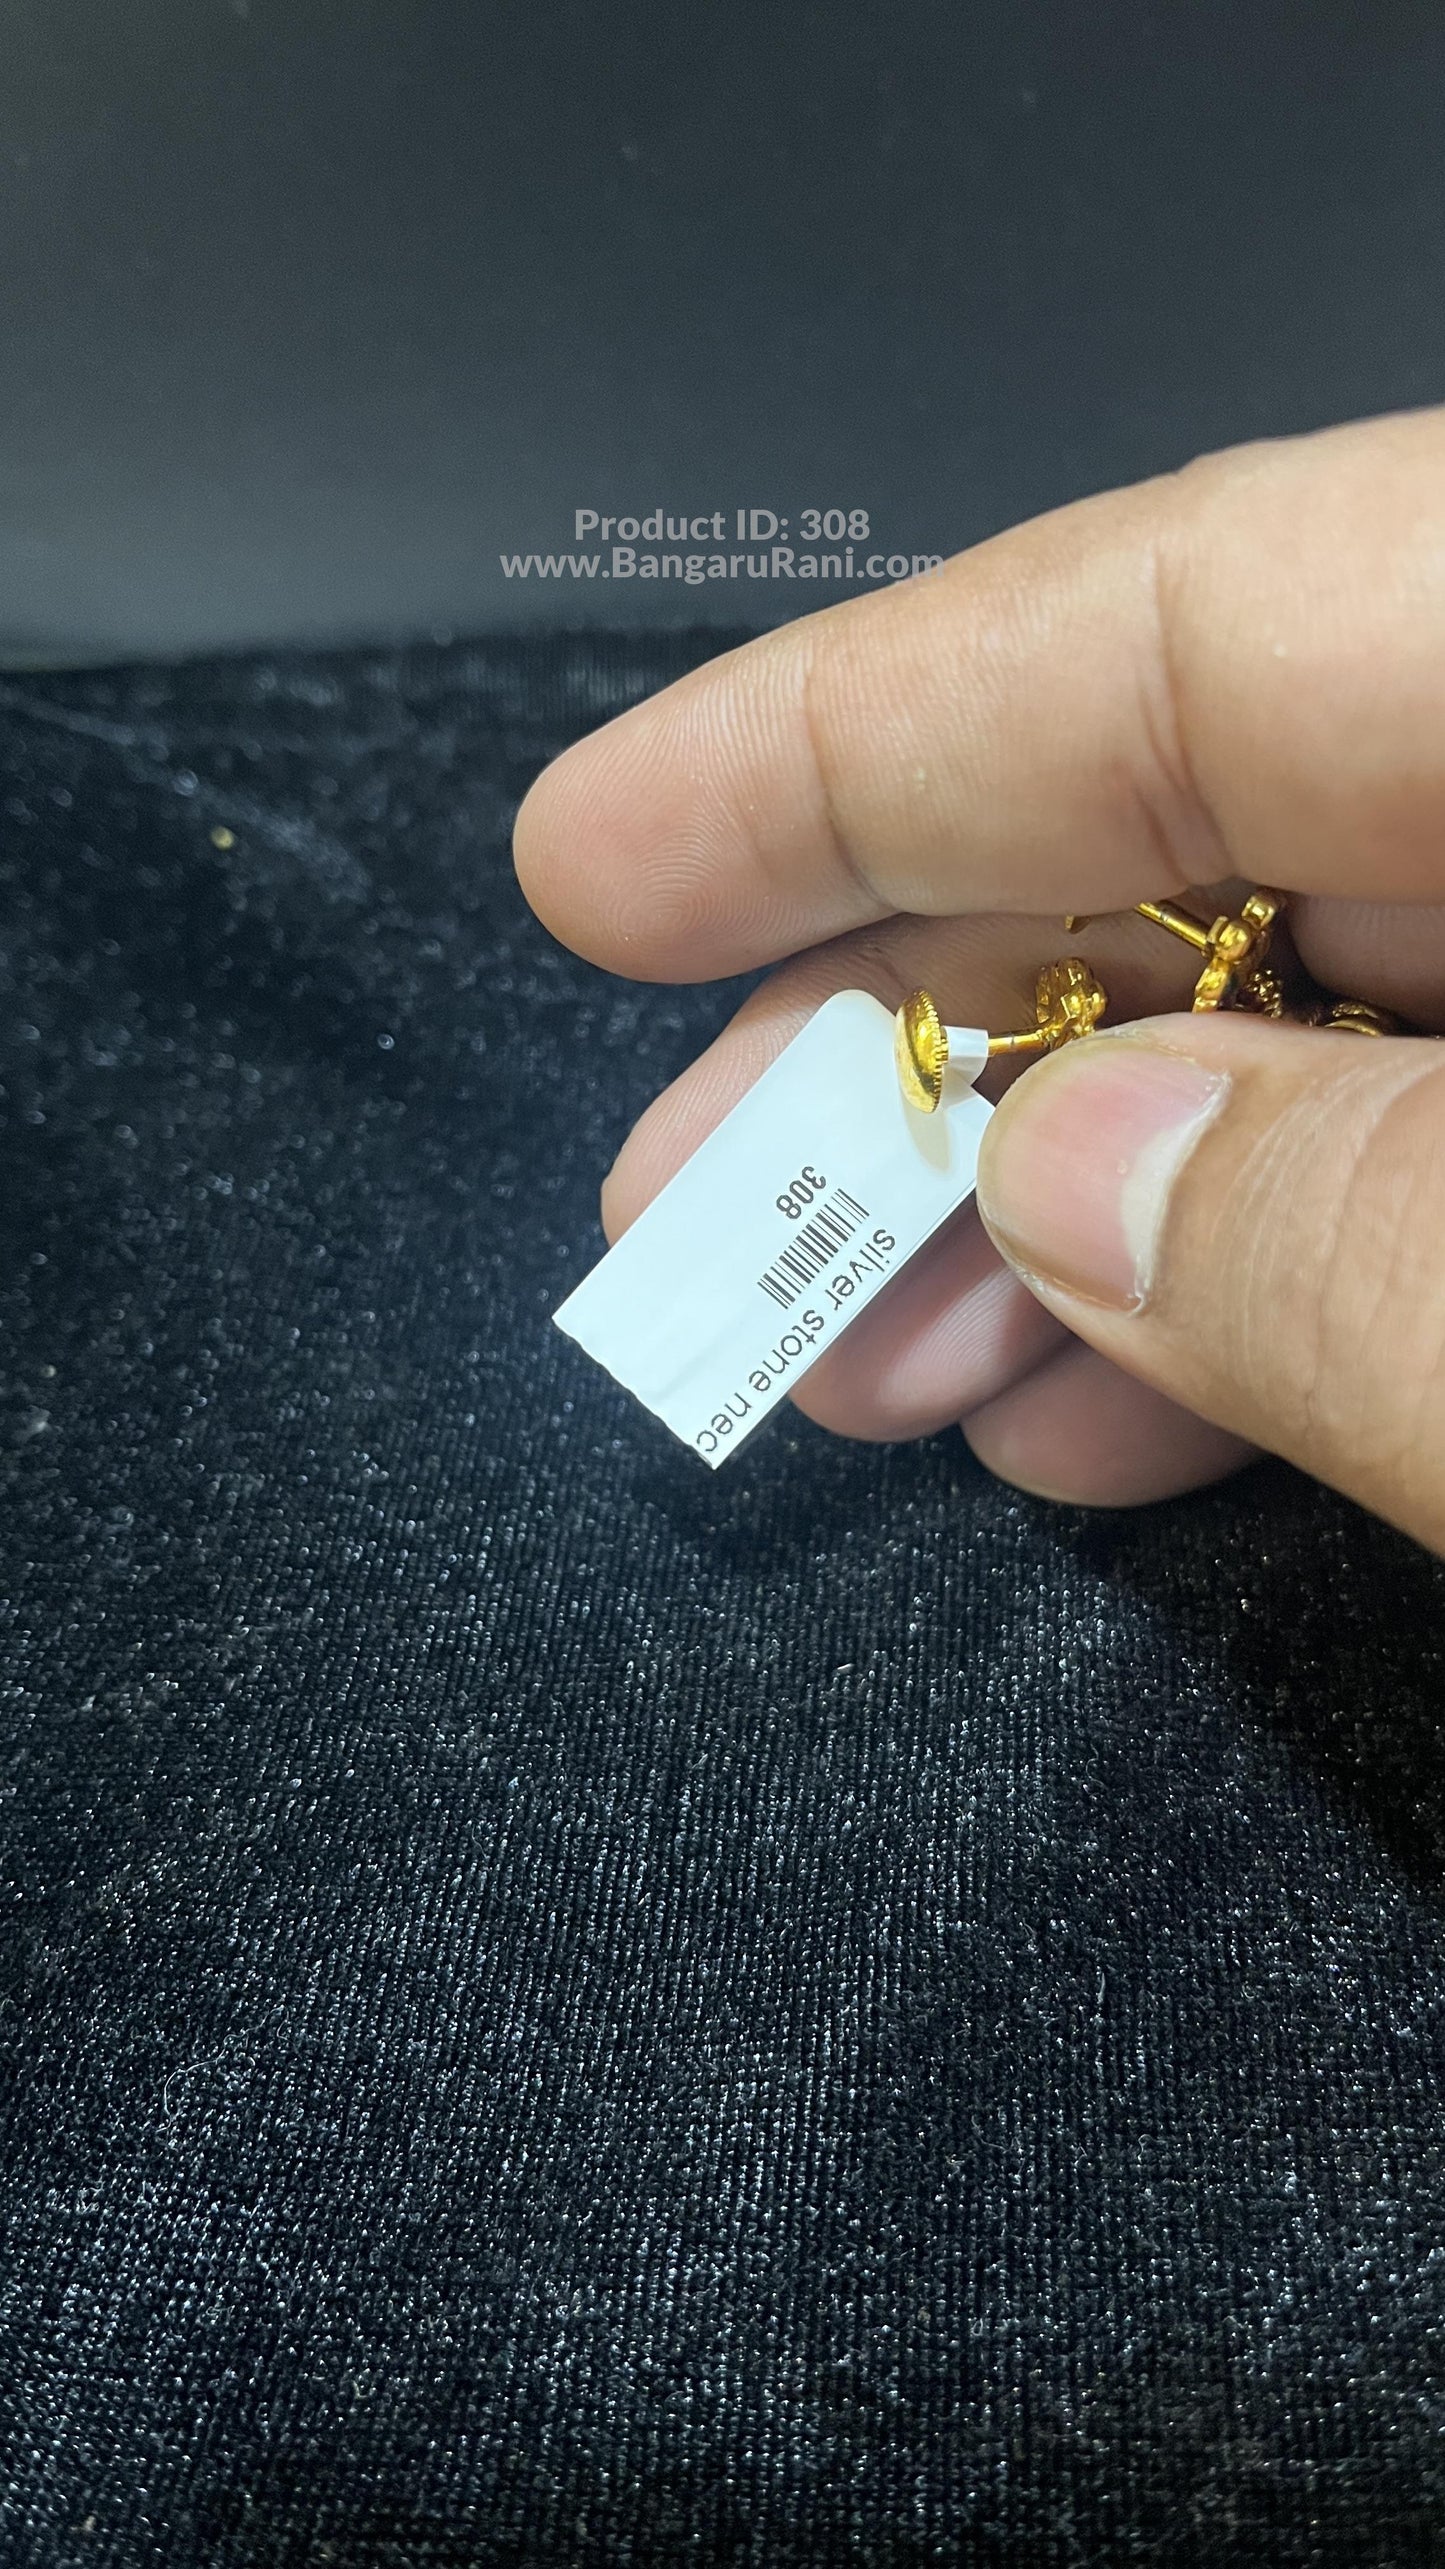 Product ID: 308
www.BangaruRani.com
308
silver stone nec